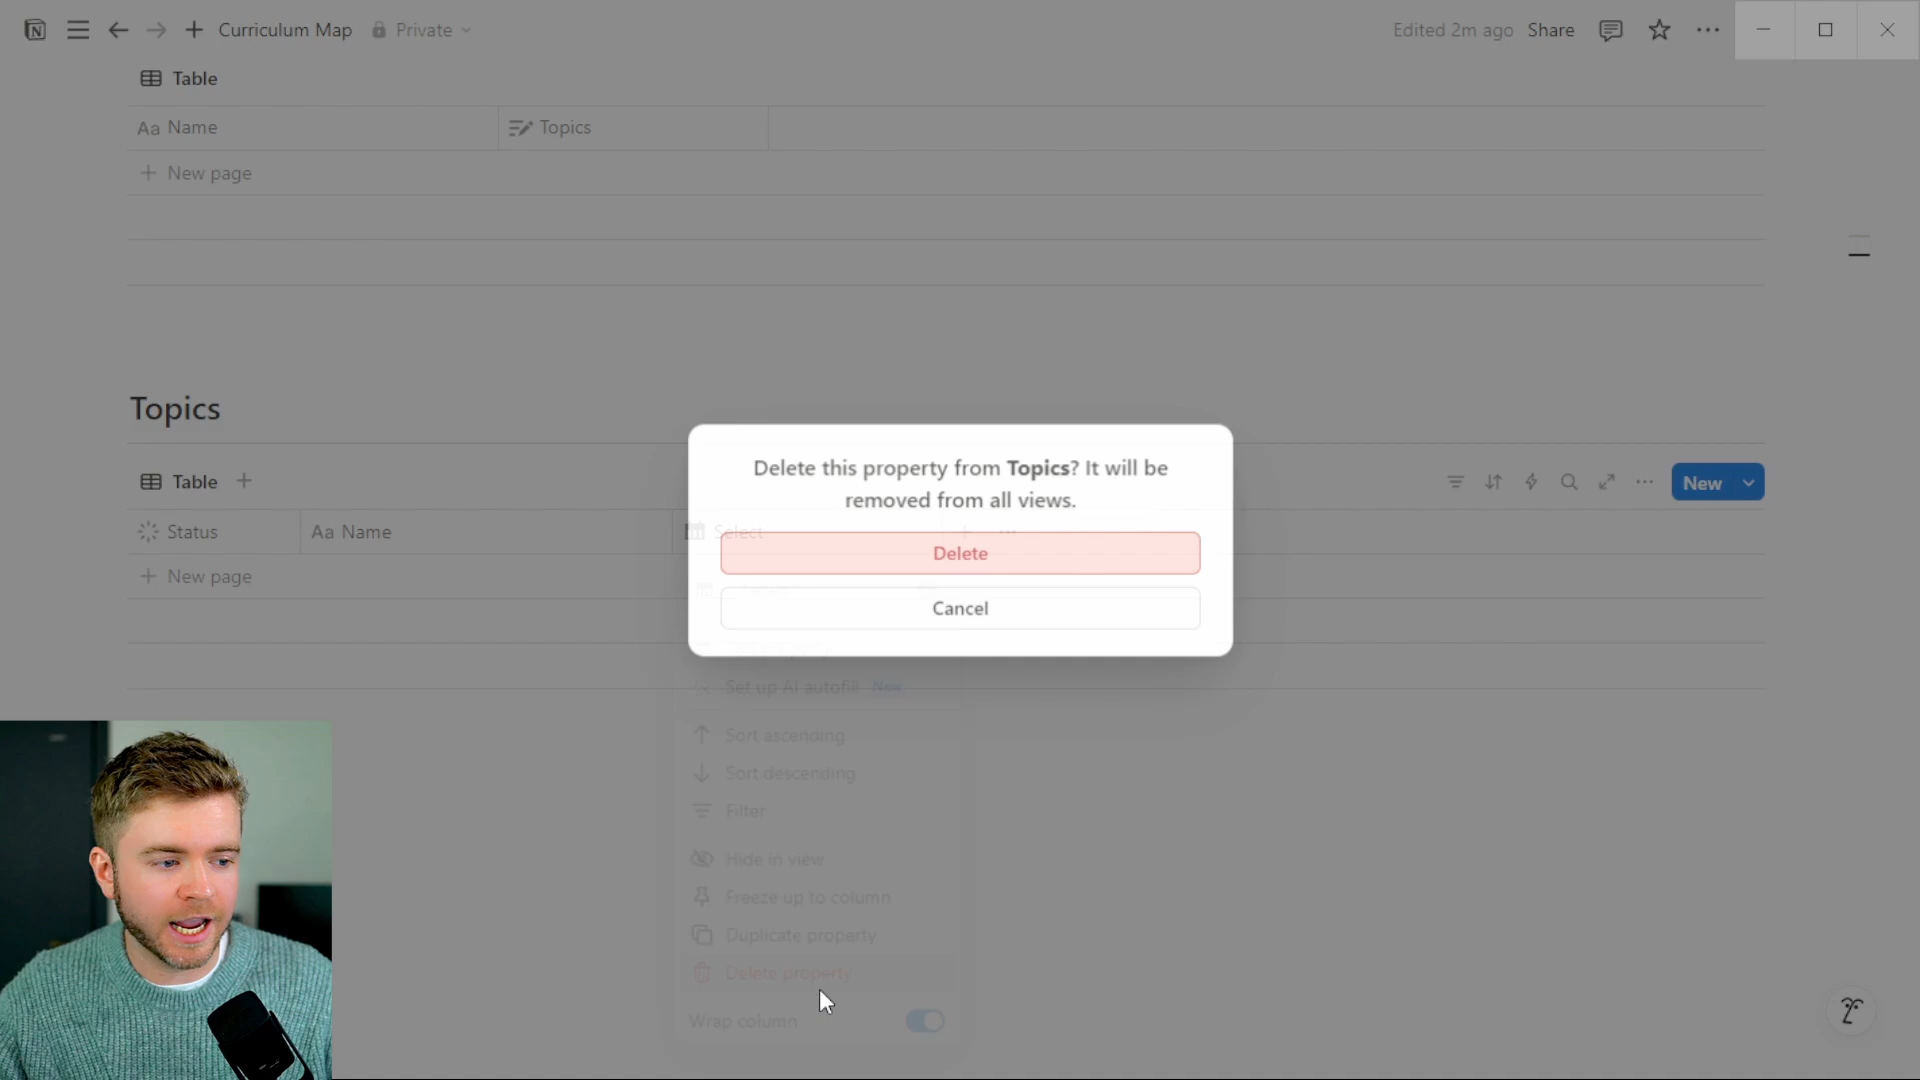 Curriculum Map Private
Edited 2m ago Share
Table
Aa Name Topics
New page
Topics
Table
New
Status Aa Name Select
New page
Delete this property from Topics? It will be
removed from all views.
Delete
Cancel
Set up AI autofill New
Sort ascending
Sort descending
Filter
Hide in view
Freeze up to column
Duplicate property
Delete property
Wrap column